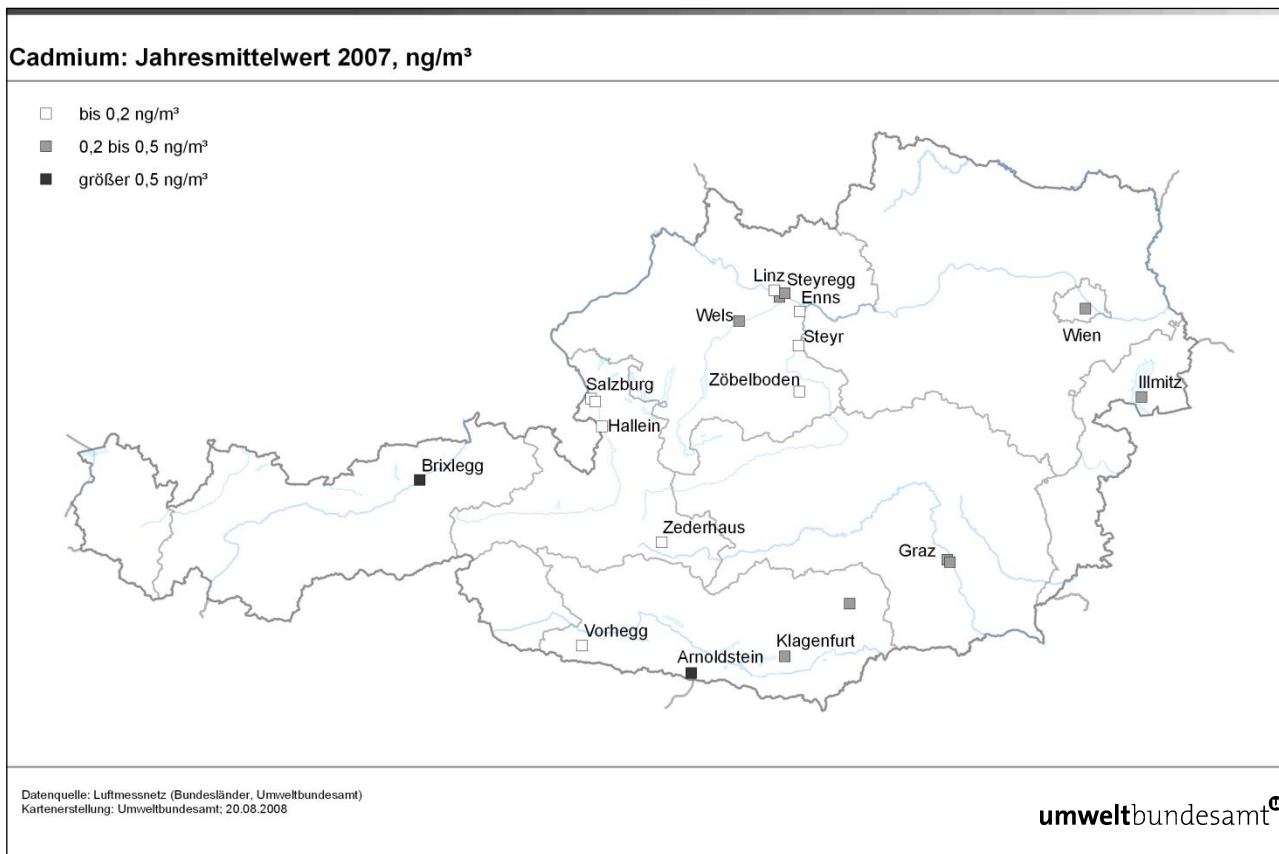 Cadmium: Jahresmittelwert 2007, ng/m³
bis 0,2 ng/m³
0,2 bis 0,5 ng/m³
größer 0,5 ng/m³
Linz
Steyregg
Enns
Wels
Steyr
Wien
Zöbelboden
Salzburg
Illmitz
Hallein
Brixlegg
Zederhaus
Graz
Vorhegg
Klagenfurt
Arnoldstein
Datenquelle: Luftmessnetz (Bundesländer, Umweltbundesamt)
Kartenerstellung: Umweltbundesamt; 20.08.2008
umweltbundesamt